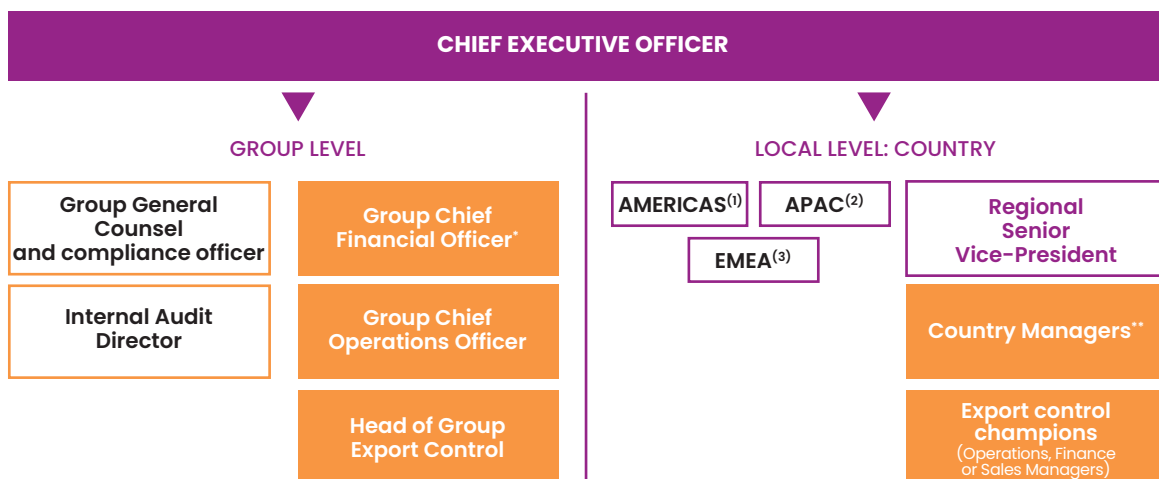 CHIEF EXECUTIVE OFFICER
GROUP LEVEL
Group General
Counsel
and compliance officer
Internal Audit
Director
Group Chief
Financial Officer*
Group Chief
Operations Officer
Head of Group
Export Control
LOCAL LEVEL: COUNTRY
AMERICAS(1)
APAC(2)
EMEA(3)
Regional
Senior
Vice-President
Country Managers**
Export control
champions
(Operations, Finance
or Sales Managers)